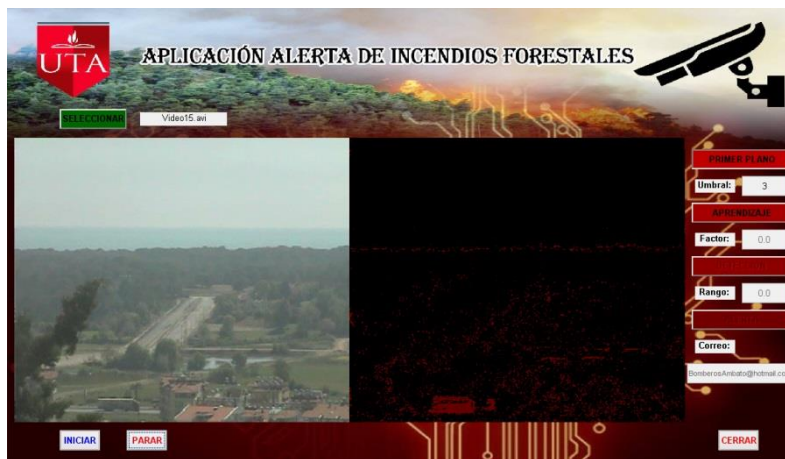 UTA
APLICACIÓN ALERTA DE INCENDIOS FORESTALES
SELECCIONAR
Video15.avi
PRIMER PLANO
Umbral:
3
APRENDIZAJE
Factor:
0.0
Rango:
0.0
Correo:
BomberosAmbato@hotmail.co
INICIAR
PARAR
CERRAR